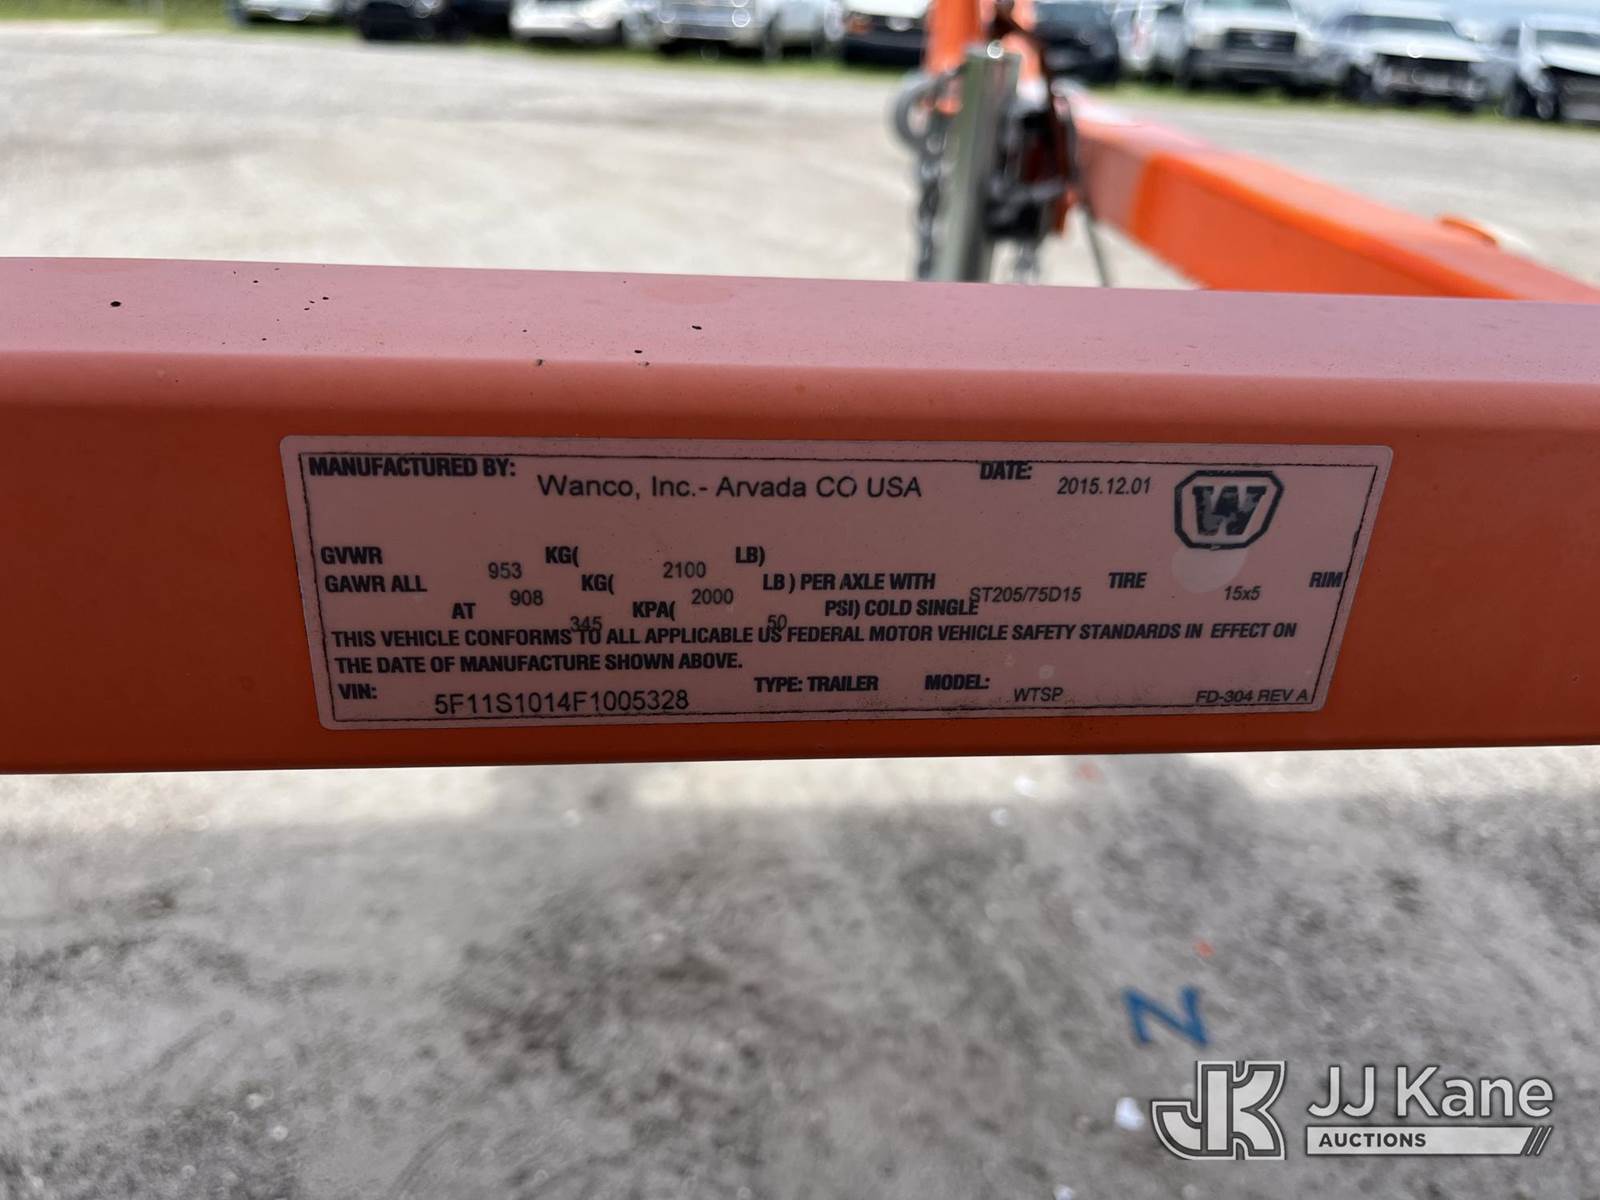 MANUFACTURED BY: Wanco, Inc.- Arvada CO USA DATE: 2015.12.01 W
GVWR 953 KG( 2100 LB)
GAWR ALL 908 KG( 2000 LB ) PER AXLE WITH ST205/75D15 TIRE 15x5 RIM
AT 345 KPA( 50 PSI) COLD SINGLE
THIS VEHICLE CONFORMS TO ALL APPLICABLE US FEDERAL MOTOR VEHICLE SAFETY STANDARDS IN EFFECT ON
THE DATE OF MANUFACTURE SHOWN ABOVE.
VIN: 5F11S1014F1005328 TYPE: TRAILER MODEL: WTSP FD-304 REV A
Z
JK JJ Kane
AUCTIONS